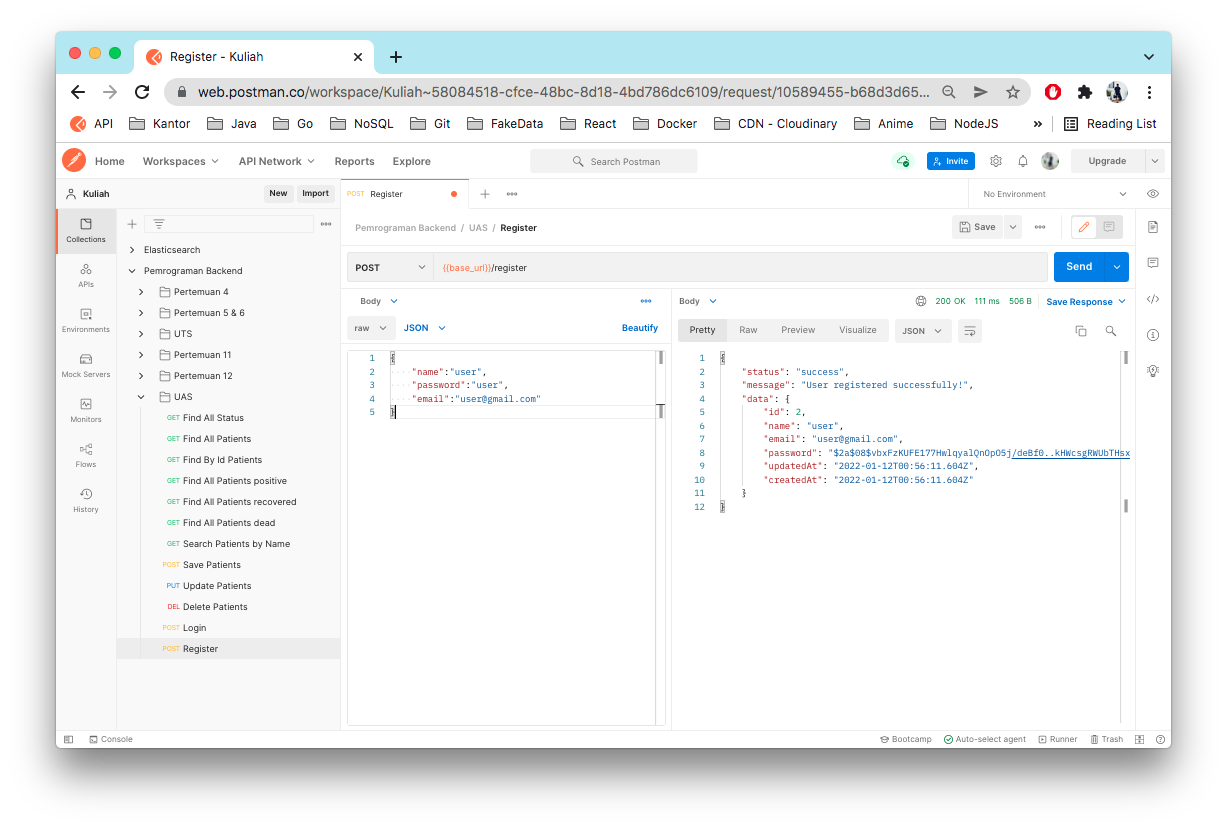 Register - Kuliah
web.postman.co/workspace/Kuliah~58084518-cfce-48bc-8d18-4bd786dc6109/request/10589455-b68d3d65...
API Kantor Java Go NoSQL Git FakeData React Docker CDN - Cloudinary Anime NodeJS » Reading List
Home Workspaces API Network Reports Explore Search Postman Invite Upgrade
Kuliah New Import POST Register No Environment
Collections
APIs
Environments
Mock Servers
Monitors
Flows
History
Elasticsearch
Pemrograman Backend
Pertemuan 4
Pertemuan 5 & 6
UTS
Pertemuan 11
Pertemuan 12
UAS
GET Find All Status
GET Find All Patients
GET Find By Id Patients
GET Find All Patients positive
GET Find All Patients recovered
GET Find All Patients dead
GET Search Patients by Name
POST Save Patients
PUT Update Patients
DEL Delete Patients
POST Login
POST Register
Pemrograman Backend / UAS / Register Save
POST {{base_url}}/register Send
Body
raw JSON Beautify
1 {
2 "name":"user",
3 "password":"user",
4 "email":"user@gmail.com"
5 }
Body 200 OK 111 ms 506 B Save Response
Pretty Raw Preview Visualize JSON
1 {
2 "status": "success",
3 "message": "User registered successfully!",
4 "data": {
5 "id": 2,
6 "name": "user",
7 "email": "user@gmail.com",
8 "password": "$2a$08$vbxFzKUFE177HwlqyalQnOpO5j/deBf0..kHWcsgRWUbTHsx
9 "updatedAt": "2022-01-12T00:56:11.604Z",
10 "createdAt": "2022-01-12T00:56:11.604Z"
11 }
12 }
Console Bootcamp Auto-select agent Runner Trash